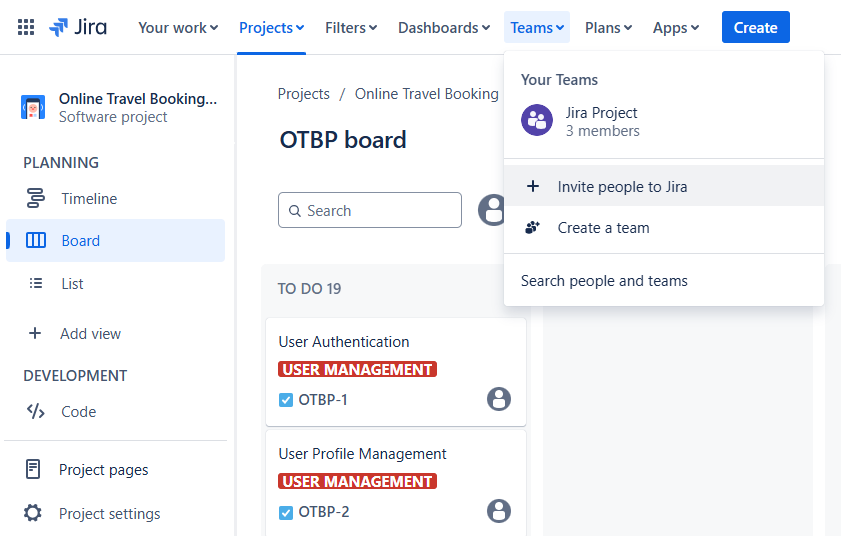 Jira Your work Projects Filters Dashboards Teams Plans Apps Create
Online Travel Booking...
Software project
PLANNING
Timeline
Board
List
Add view
DEVELOPMENT
Code
Project pages
Project settings
Projects / Online Travel Booking
OTBP board
Search
TO DO 19
User Authentication
USER MANAGEMENT
OTBP-1
User Profile Management
USER MANAGEMENT
OTBP-2
Your Teams
Jira Project
3 members
Invite people to Jira
Create a team
Search people and teams